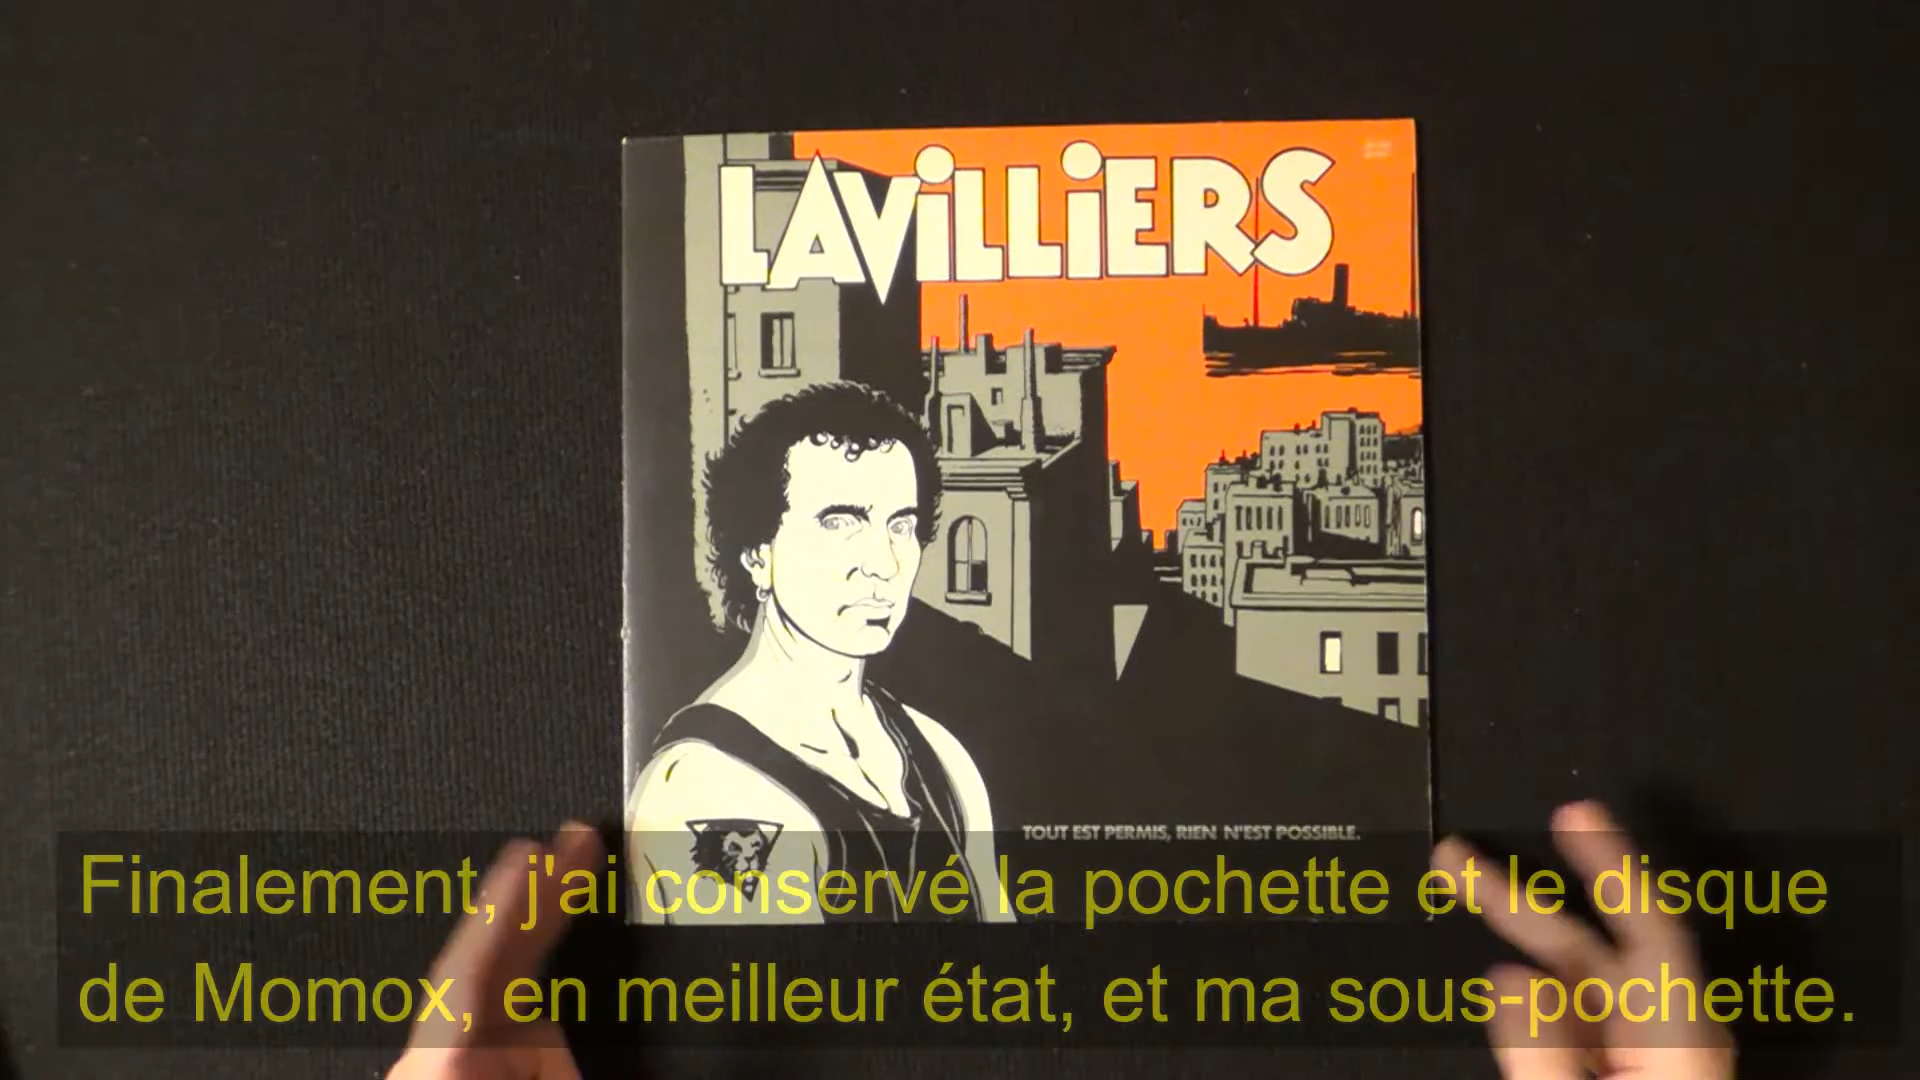 LAViLLiERS
TOUT EST PERMIS, RIEN N'EST POSSIBLE.
Finalement, j'ai conservé la pochette et le disque
de Momox, en meilleur état, et ma sous-pochette.